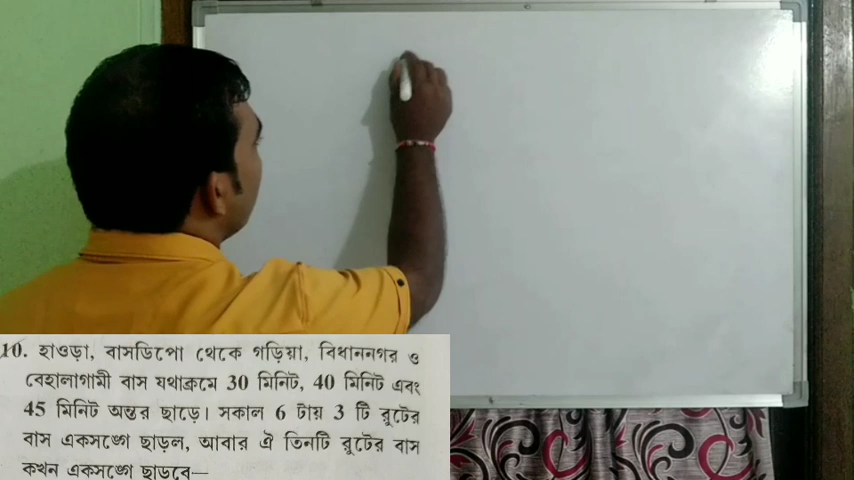 10. হাওড়া, বাসডিপো থেকে গড়িয়া, বিধাননগর ও
বেহালাগামী বাস যথাক্রমে 30 মিনিট, 40 মিনিট এবং
45 মিনিট অন্তর ছাড়ে। সকাল 6 টায় 3 টি রুটের
বাস একসঙ্গে ছাড়ল, আবার ঐ তিনটি রুটের বাস
কখন একসঙ্গে ছাড়বে—